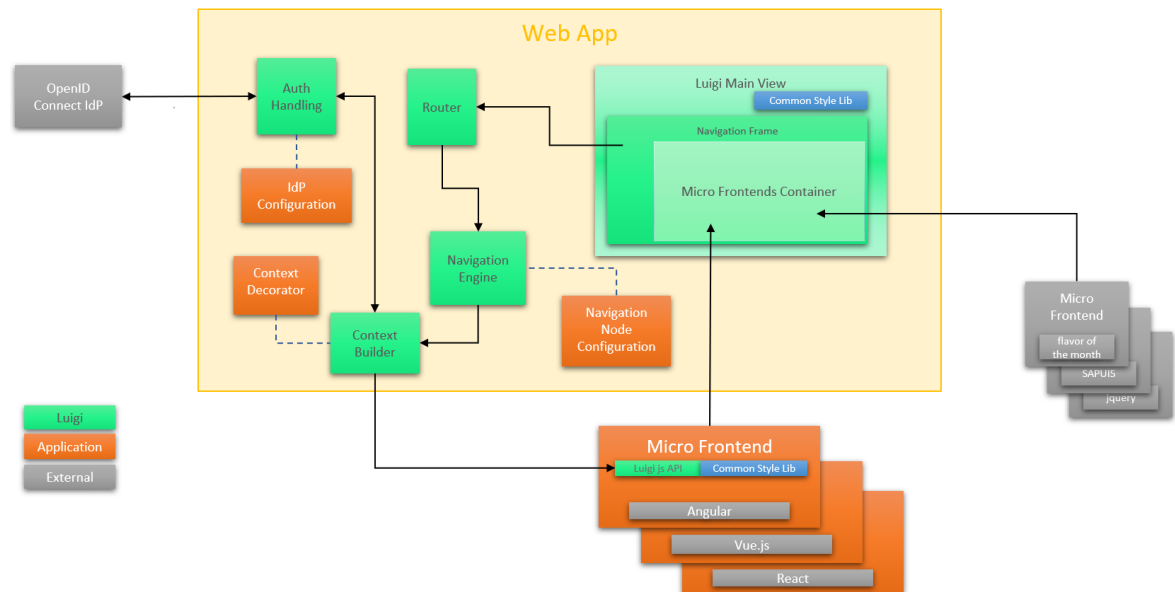 Web App
OpenID
Connect IdP
Auth
Handling
Router
Luigi Main View
Common Style Lib
Navigation Frame
Micro Frontends Container
IdP
Configuration
Context
Decorator
Navigation
Engine
Navigation
Node
Configuration
Context
Builder
Micro
Frontend
flavor of
the month
SAPUI5
jquery
Luigi
Application
External
Micro Frontend
Luigi js API
Common Style Lib
Angular
Vue.js
React